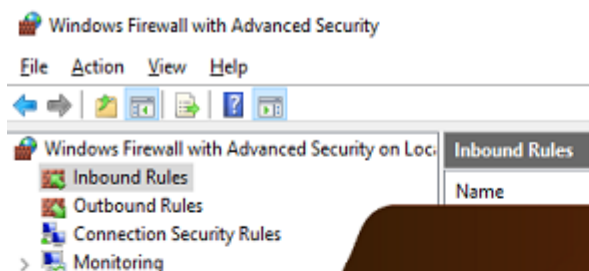 Windows Firewall with Advanced Security
File Action View Help
Windows Firewall with Advanced Security on Loc
Inbound Rules
Inbound Rules
Name
Outbound Rules
Connection Security Rules
Monitoring